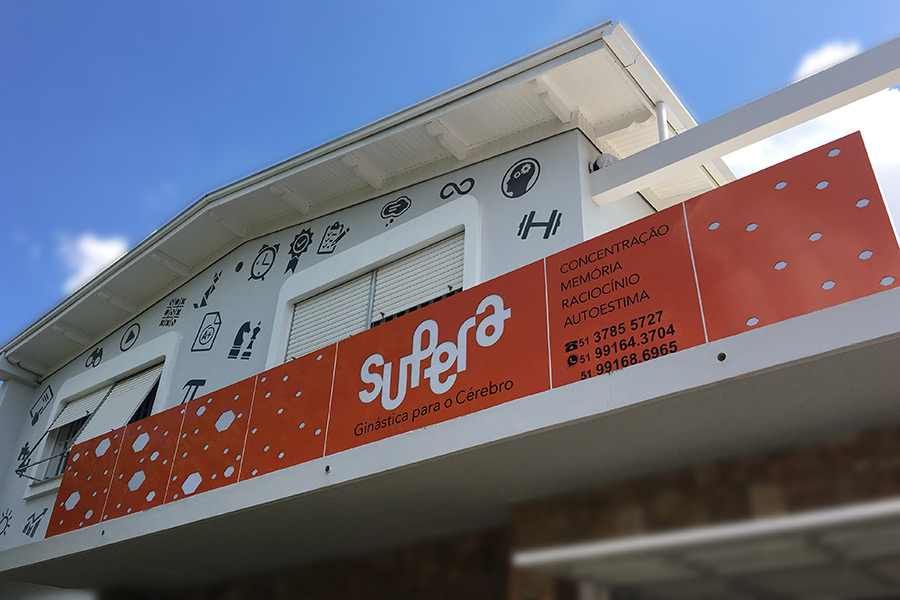 A+
supera
Ginástica para o Cérebro
CONCENTRAÇÃO
MEMÓRIA
RACIOCÍNIO
AUTOESTIMA
51 3785 5727
51 99164.3704
51 99168.6965